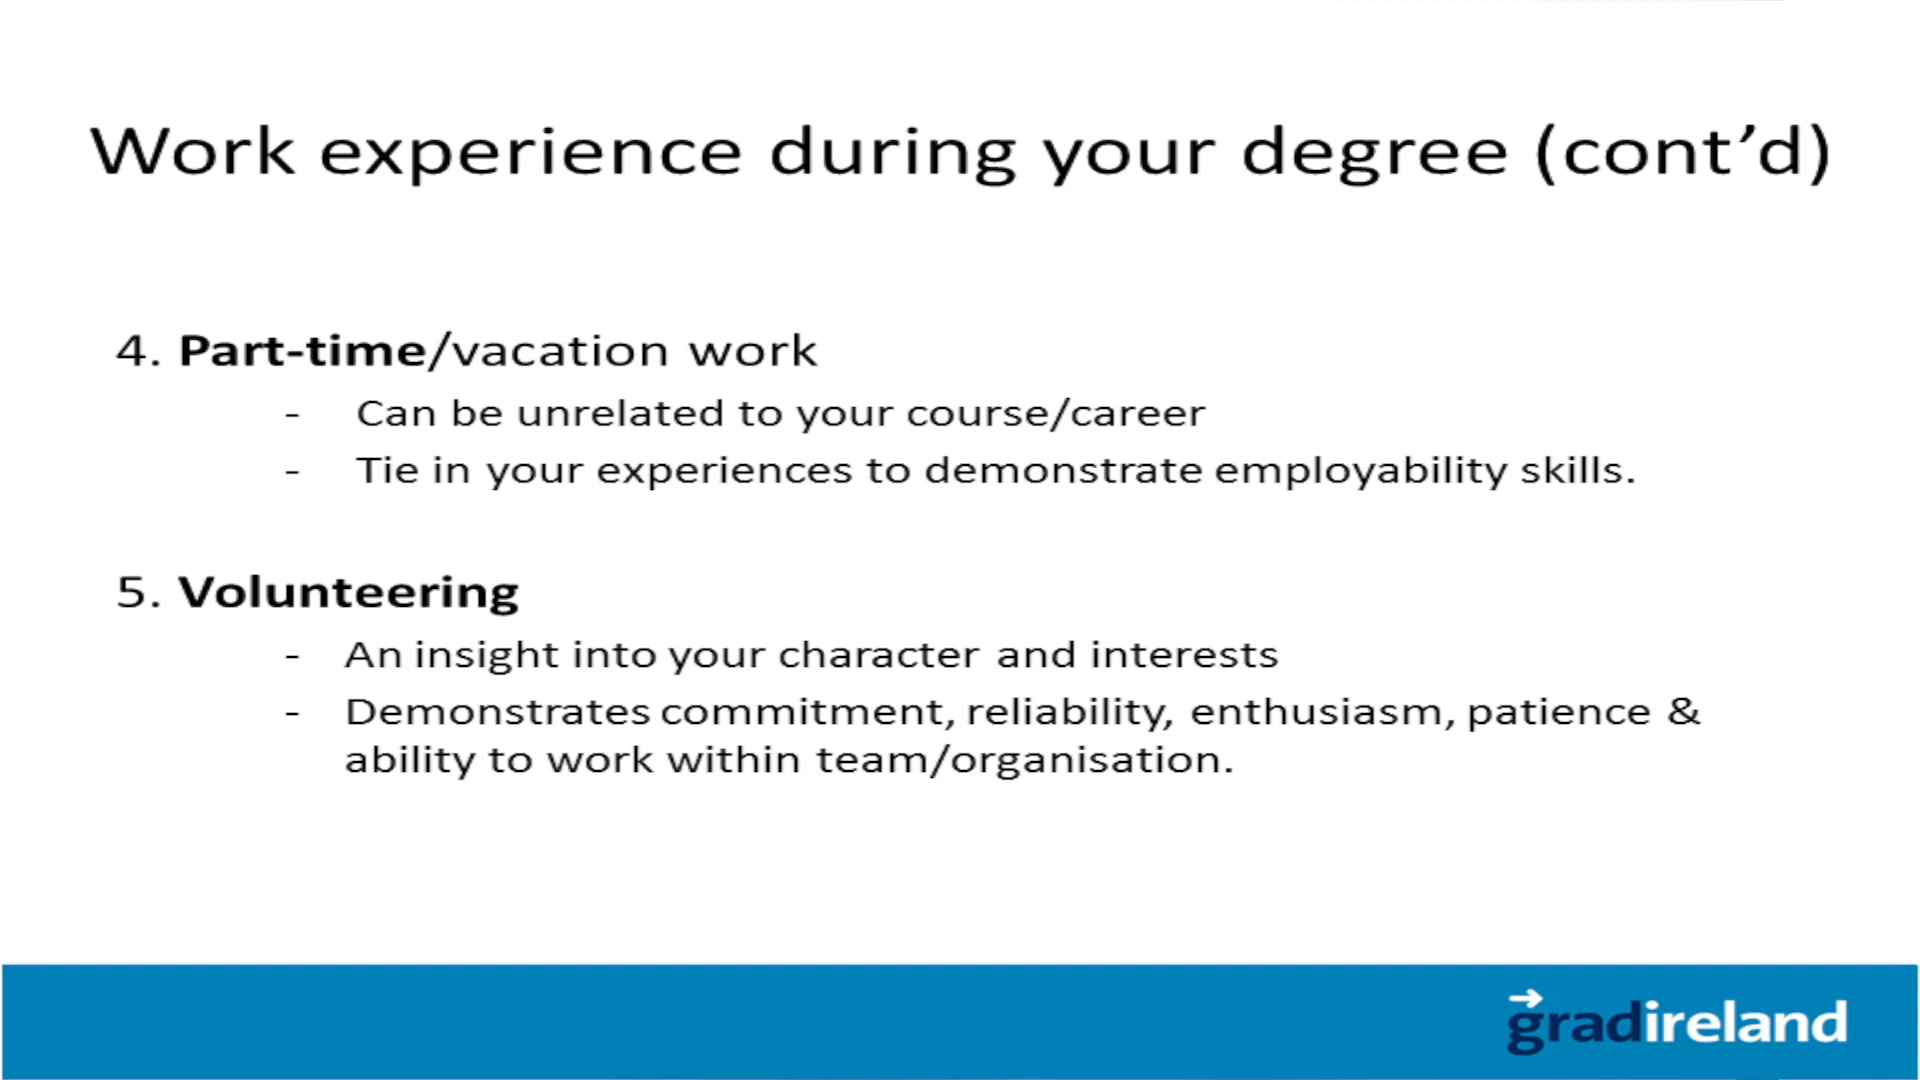 Work experience during your degree (cont’d)
4. Part-time/vacation work
- Can be unrelated to your course/career
- Tie in your experiences to demonstrate employability skills.
5. Volunteering
- An insight into your character and interests
- Demonstrates commitment, reliability, enthusiasm, patience &
ability to work within team/organisation.
gradireland